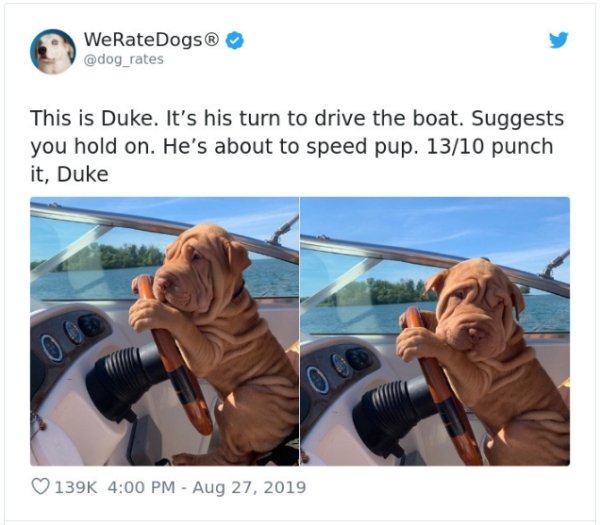 WeRateDogs®
@dog_rates
This is Duke. It’s his turn to drive the boat. Suggests
you hold on. He’s about to speed pup. 13/10 punch
it, Duke
139K 4:00 PM - Aug 27, 2019